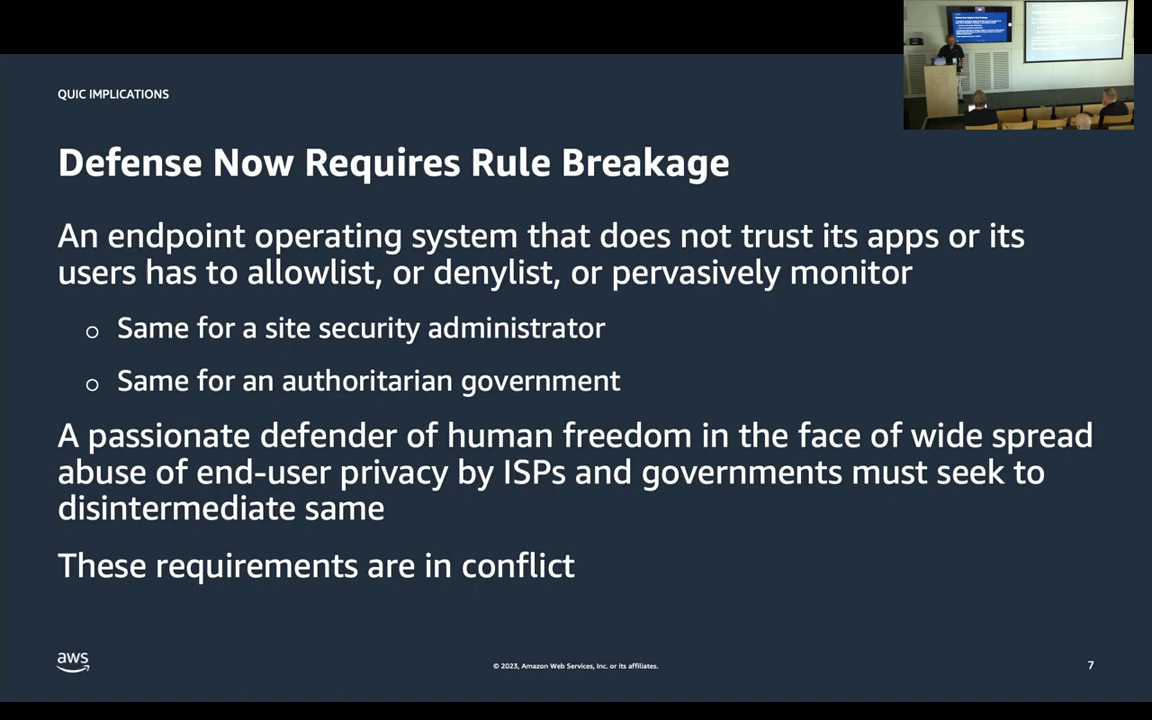 QUIC IMPLICATIONS
Defense Now Requires Rule Breakage
An endpoint operating system that does not trust its apps or its
users has to allowlist, or denylist, or pervasively monitor
Same for a site security administrator
Same for an authoritarian government
A passionate defender of human freedom in the face of wide spread
abuse of end-user privacy by ISPs and governments must seek to
disintermediate same
These requirements are in conflict
aws
© 2023, Amazon Web Services, Inc. or its affiliates.
7